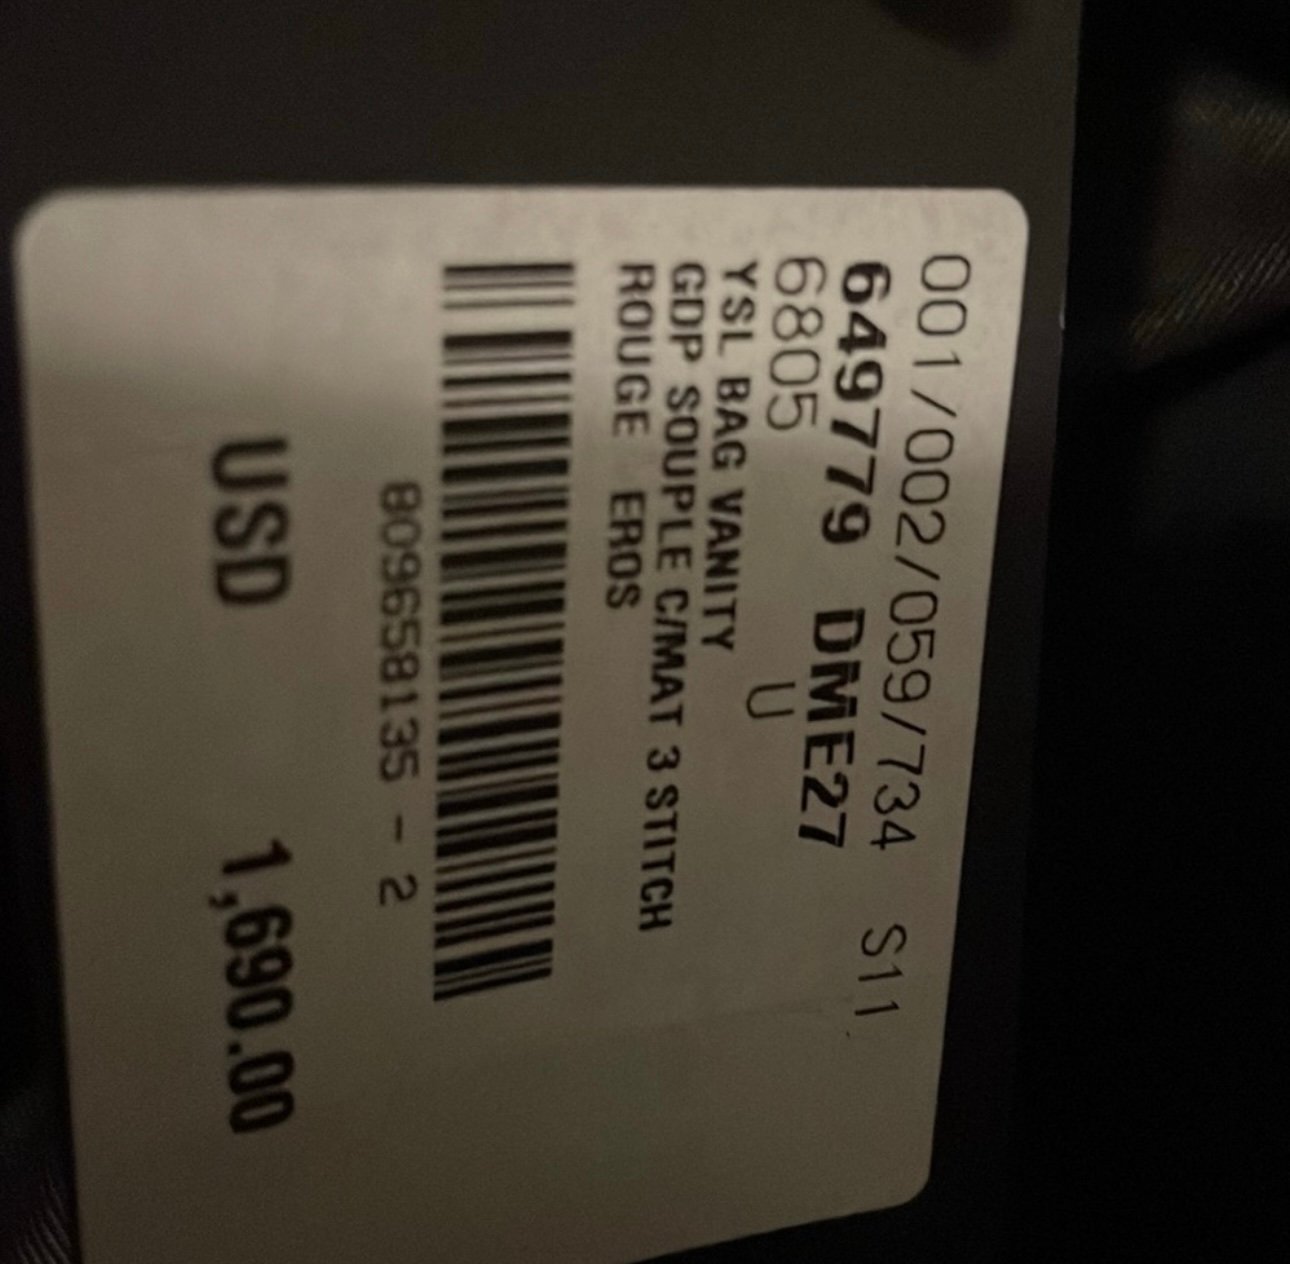 001/002/059/734 S11
649779 DME27
6805 U
YSL BAG VANITY
GDP SOUPLE C/MAT 3 STITCH
ROUGE EROS
809658135 - 2
USD 1,690.00